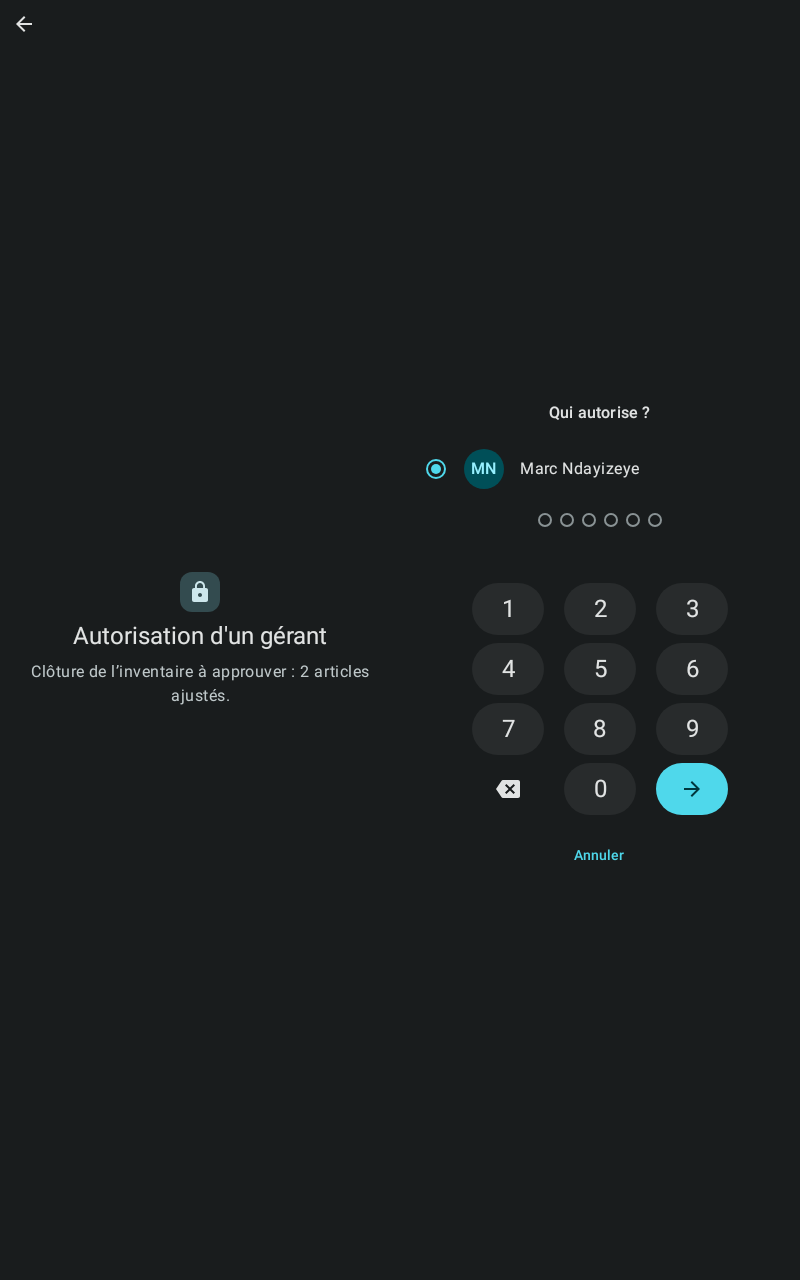 Autorisation d'un gérant
Clôture de l’inventaire à approuver : 2 articles
ajustés.
Qui autorise ?
MN Marc Ndayizeye
1 2 3
4 5 6
7 8 9
0
Annuler